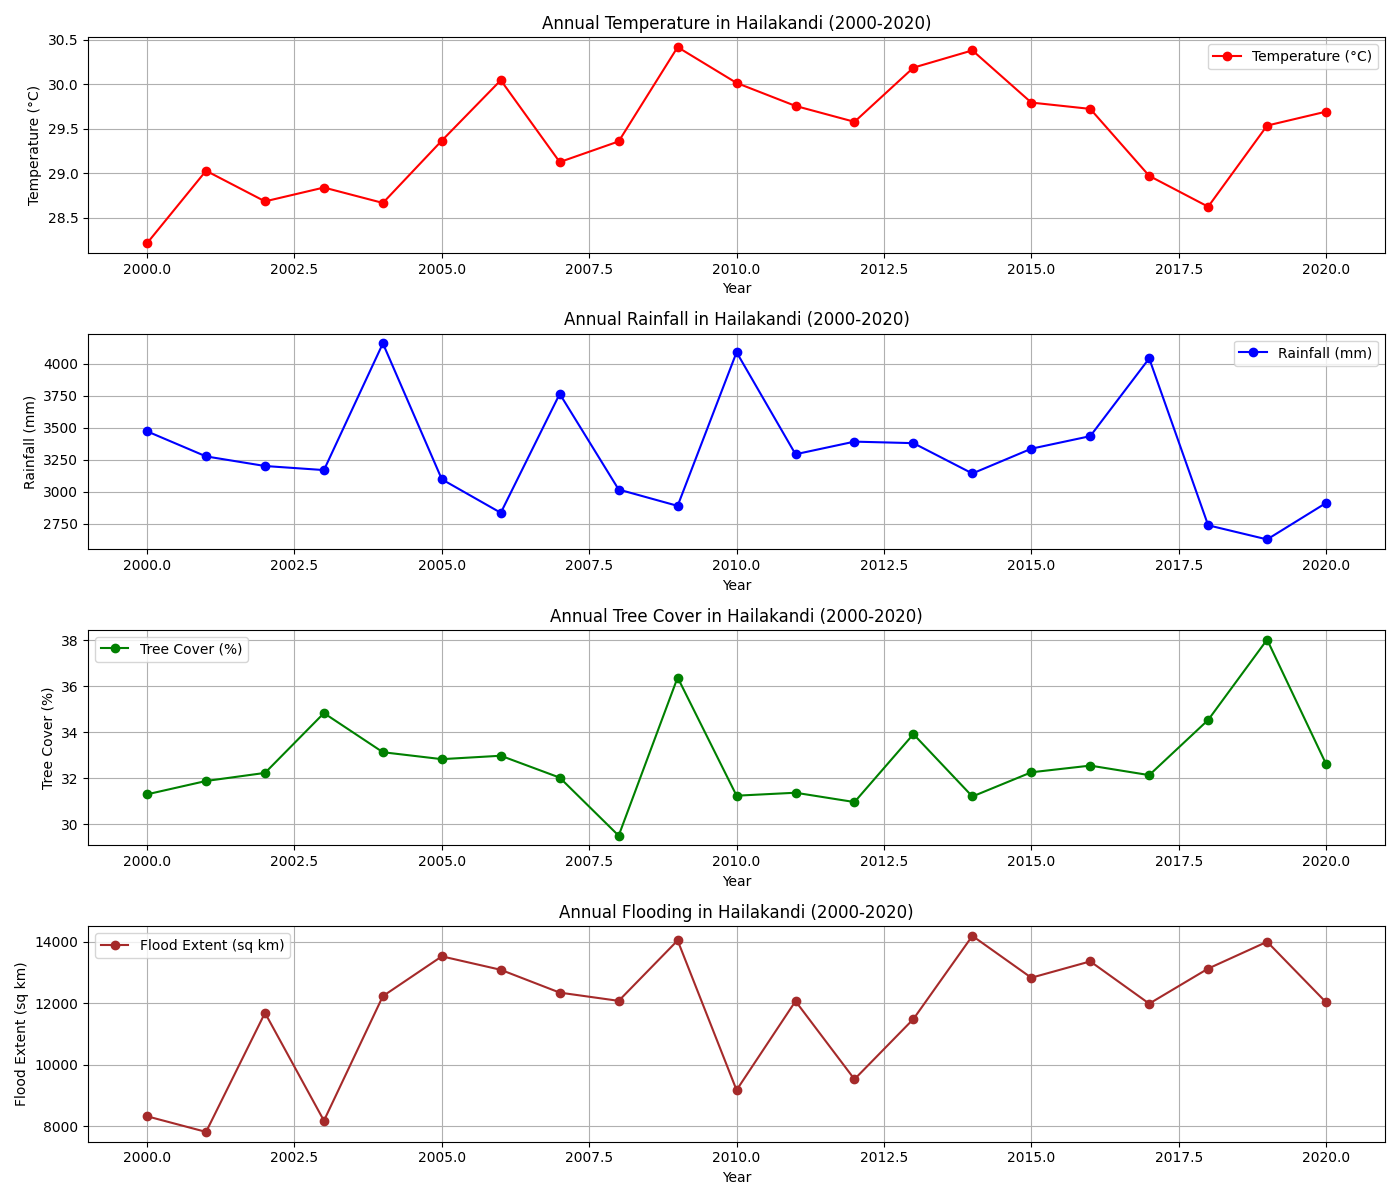 Annual Temperature in Hailakandi (2000-2020)
30.5
30.0
29.5
29.0
28.5
Temperature (°C)
Temperature (°C)
2000.0 2002.5 2005.0 2007.5 2010.0 2012.5 2015.0 2017.5 2020.0
Year
Annual Rainfall in Hailakandi (2000-2020)
4000
3750
3500
3250
3000
2750
Rainfall (mm)
Rainfall (mm)
2000.0 2002.5 2005.0 2007.5 2010.0 2012.5 2015.0 2017.5 2020.0
Year
Annual Tree Cover in Hailakandi (2000-2020)
38
36
34
32
30
Tree Cover (%)
Tree Cover (%)
2000.0 2002.5 2005.0 2007.5 2010.0 2012.5 2015.0 2017.5 2020.0
Year
Annual Flooding in Hailakandi (2000-2020)
14000
12000
10000
8000
Flood Extent (sq km)
Flood Extent (sq km)
2000.0 2002.5 2005.0 2007.5 2010.0 2012.5 2015.0 2017.5 2020.0
Year